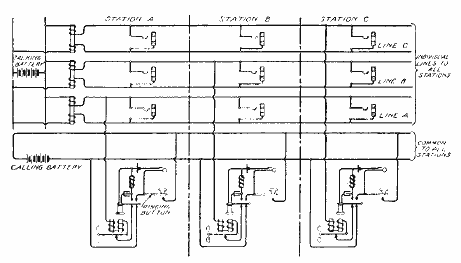 STATION A
STATION B
STATION C
LINE C
TALKING
BATTERY
LINE B
INDIVIDUAL
LINES TO
ALL
STATIONS
LINE A
COMMON
TO ALL
STATIONS
CALLING BATTERY
RINGING
BUTTON